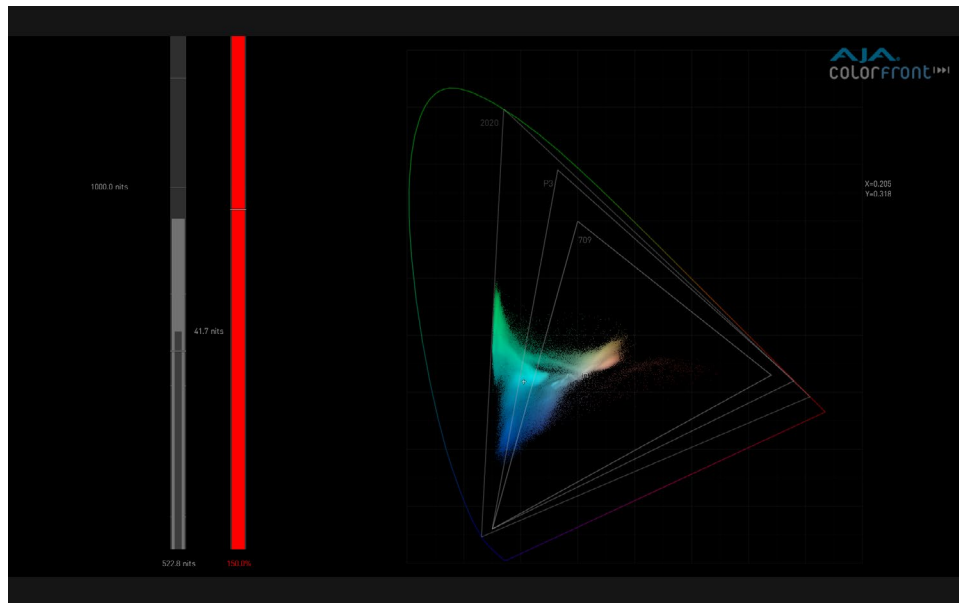 AJA
colorfront
2020
P3
X=0.205
Y=0.318
1000.0 nits
709
41.7 nits
522.8 nits
150.0%